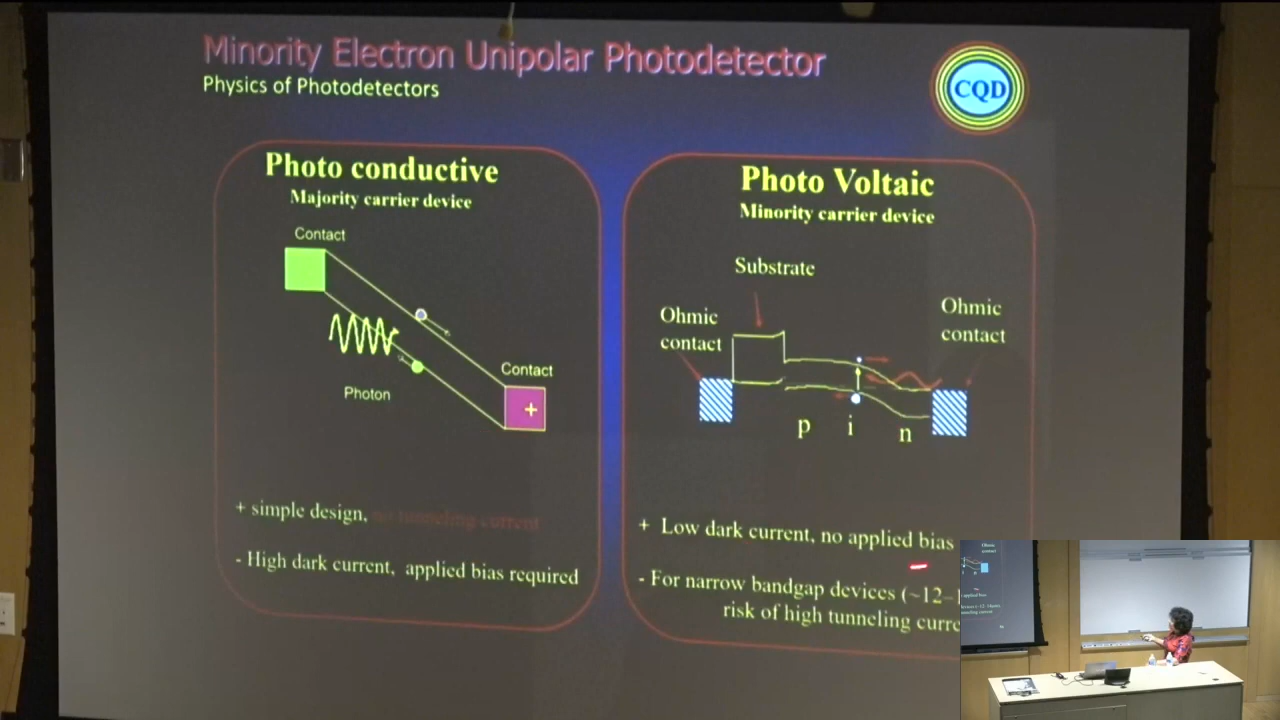 Minority Electron Unipolar Photodetector
Physics of Photodetectors
CQD
Photo conductive
Majority carrier device
Contact
Photon
Contact
+
+ simple design, no tunneling current
- High dark current, applied bias required
Photo Voltaic
Minority carrier device
Substrate
Ohmic
contact
Ohmic
contact
p i n
+ Low dark current, no applied bias
- For narrow bandgap devices (~12–
risk of high tunneling curre
Ohmic
contact